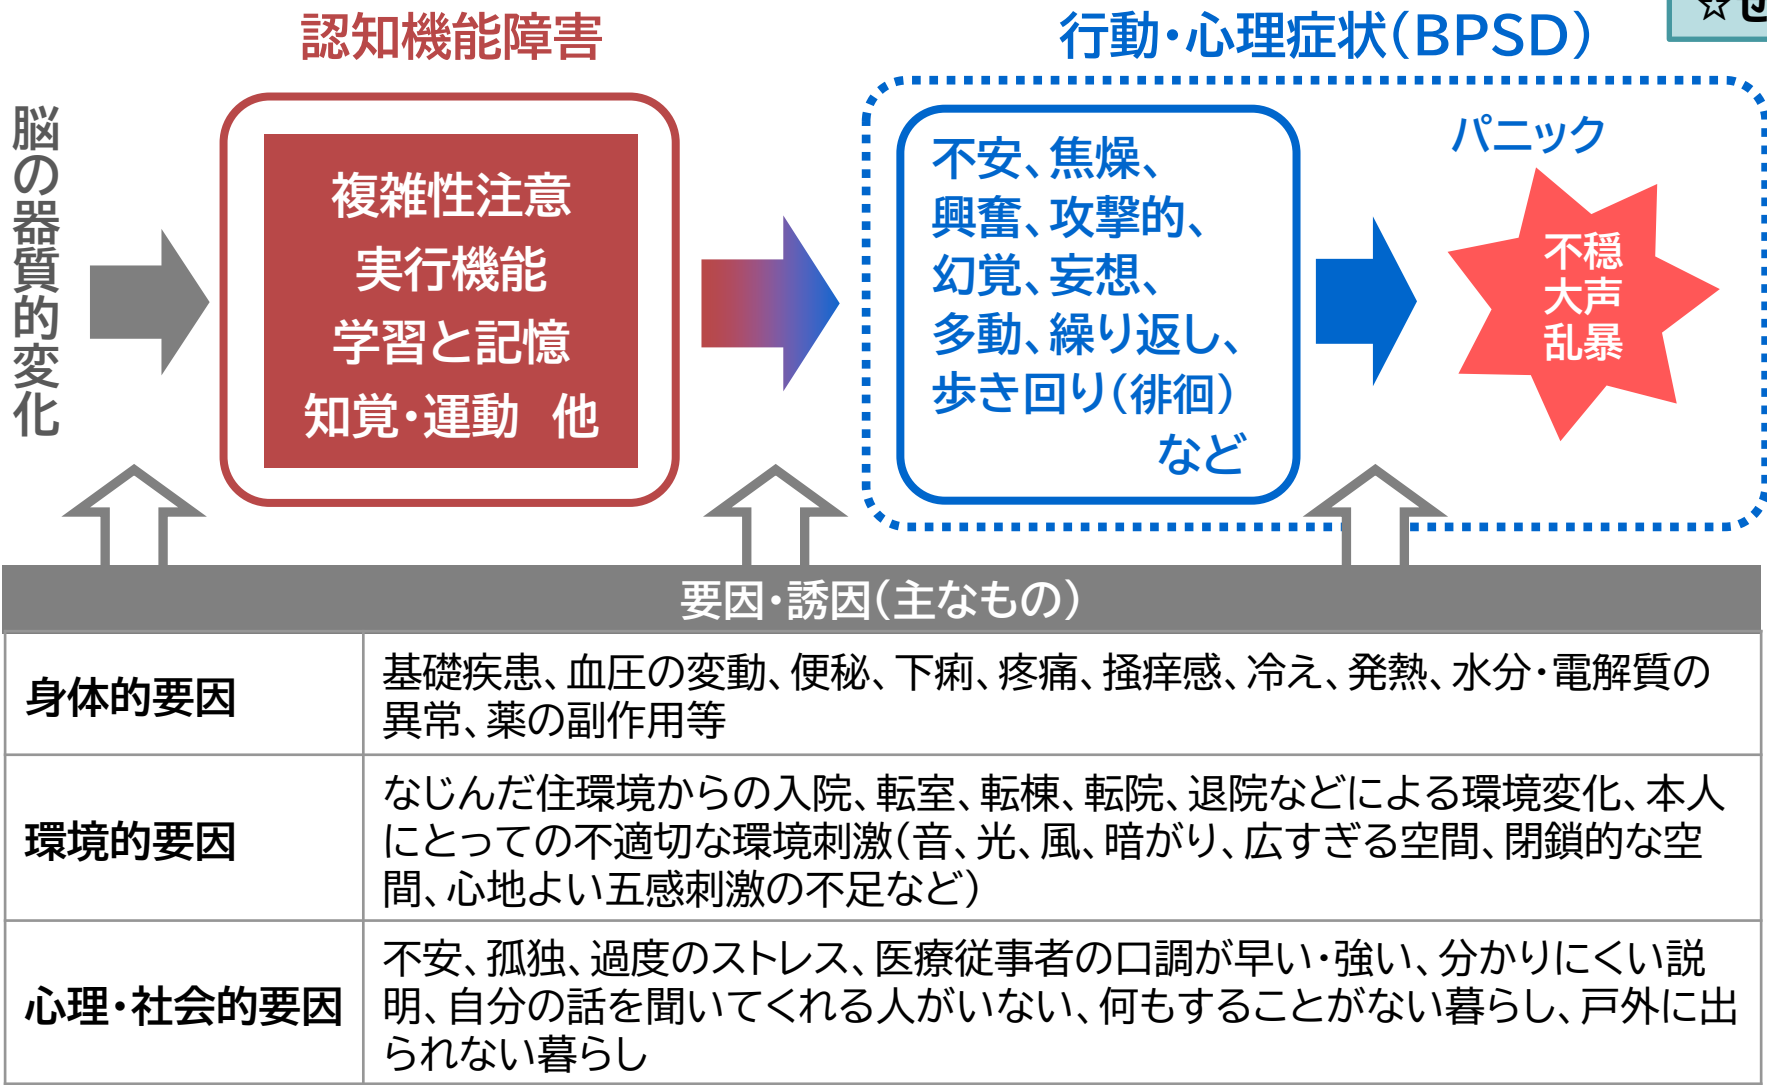 認知機能障害
行動・心理症状（BPSD）
脳の器質的変化
複雑性注意
実行機能
学習と記憶
知覚・運動　他
不安、焦燥、
興奮、攻撃的、
幻覚、妄想、
多動、繰り返し、
歩き回り（徘徊）
など
パニック
不穏
大声
乱暴
要因・誘因（主なもの）
身体的要因
基礎疾患、血圧の変動、便秘、下痢、疼痛、掻痒感、冷え、発熱、水分・電解質の
異常、薬の副作用等
環境的要因
なじんだ住環境からの入院、転室、転棟、転院、退院などによる環境変化、本人
にとっての不適切な環境刺激（音、光、風、暗がり、広すぎる空間、閉鎖的な空
間、心地よい五感刺激の不足など）
心理・社会的要因
不安、孤独、過度のストレス、医療従事者の口調が早い・強い、分かりにくい説
明、自分の話を聞いてくれる人がいない、何もすることがない暮らし、戸外に出
られない暮らし